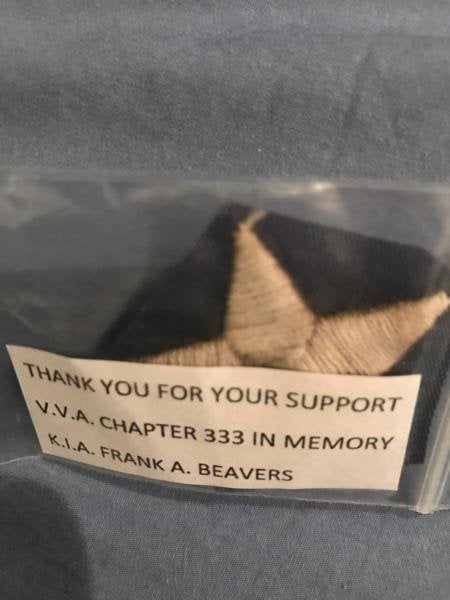 THANK YOU FOR YOUR SUPPORT
V.V.A. CHAPTER 333 IN MEMORY
K.I.A. FRANK A. BEAVERS